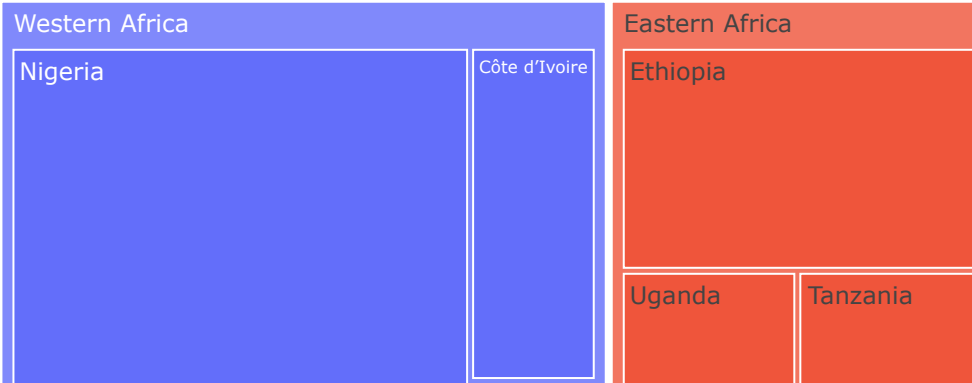 Western Africa
Nigeria
Côte d’Ivoire
Eastern Africa
Ethiopia
Uganda
Tanzania